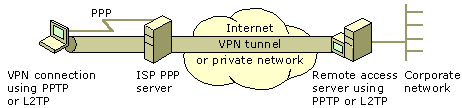 PPP
Internet
VPN tunnel
or private network
VPN connection
using PPTP
or L2TP
ISP PPP
server
Remote access
server using
PPTP or L2TP
Corporate
network